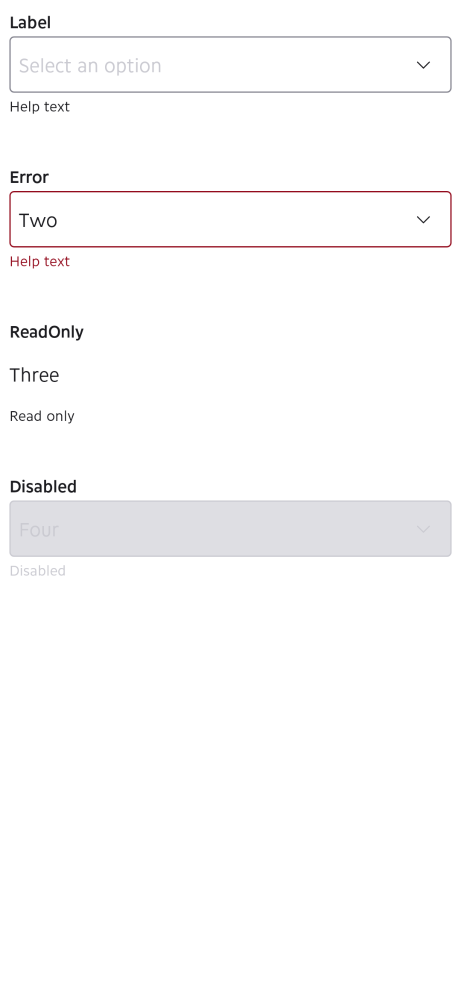 Label
Select an option
Help text
Error
Two
Help text
ReadOnly
Three
Read only
Disabled
Four
Disabled